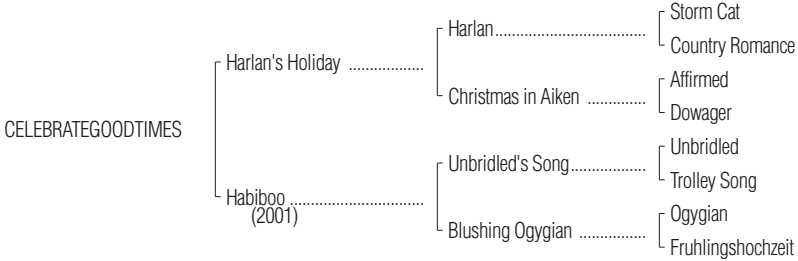 Storm Cat
Harlan....................................
Country Romance
Harlan's Holiday ..................
Affirmed
Christmas in Aiken ..............
Dowager
CELEBRATEGOODTIMES
Unbridled
Unbridled's Song..................
Trolley Song
Habiboo ................................
(2001)
Ogygian
Blushing Ogygian ................
Fruhlingshochzeit